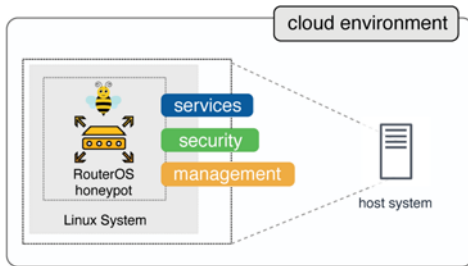 cloud environment
services
security
management
RouterOS
honeypot
Linux System
host system